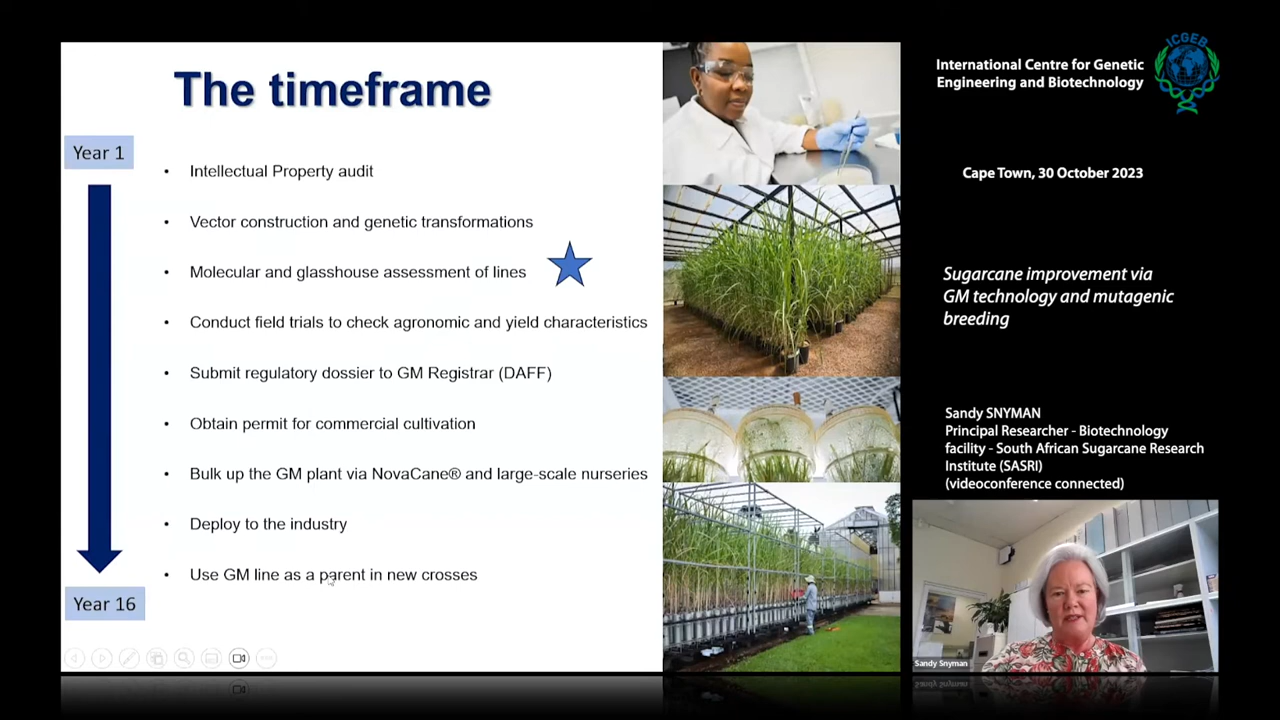 The timeframe
Year 1
• Intellectual Property audit
• Vector construction and genetic transformations
• Molecular and glasshouse assessment of lines
• Conduct field trials to check agronomic and yield characteristics
• Submit regulatory dossier to GM Registrar (DAFF)
• Obtain permit for commercial cultivation
• Bulk up the GM plant via NovaCane® and large-scale nurseries
• Deploy to the industry
• Use GM line as a parent in new crosses
Year 16
International Centre for Genetic
Engineering and Biotechnology
ICGEB
Cape Town, 30 October 2023
Sugarcane improvement via
GM technology and mutagenic
breeding
Sandy SNYMAN
Principal Researcher - Biotechnology
facility - South African Sugarcane Research
Institute (SASRI)
(videoconference connected)
Sandy Snyman